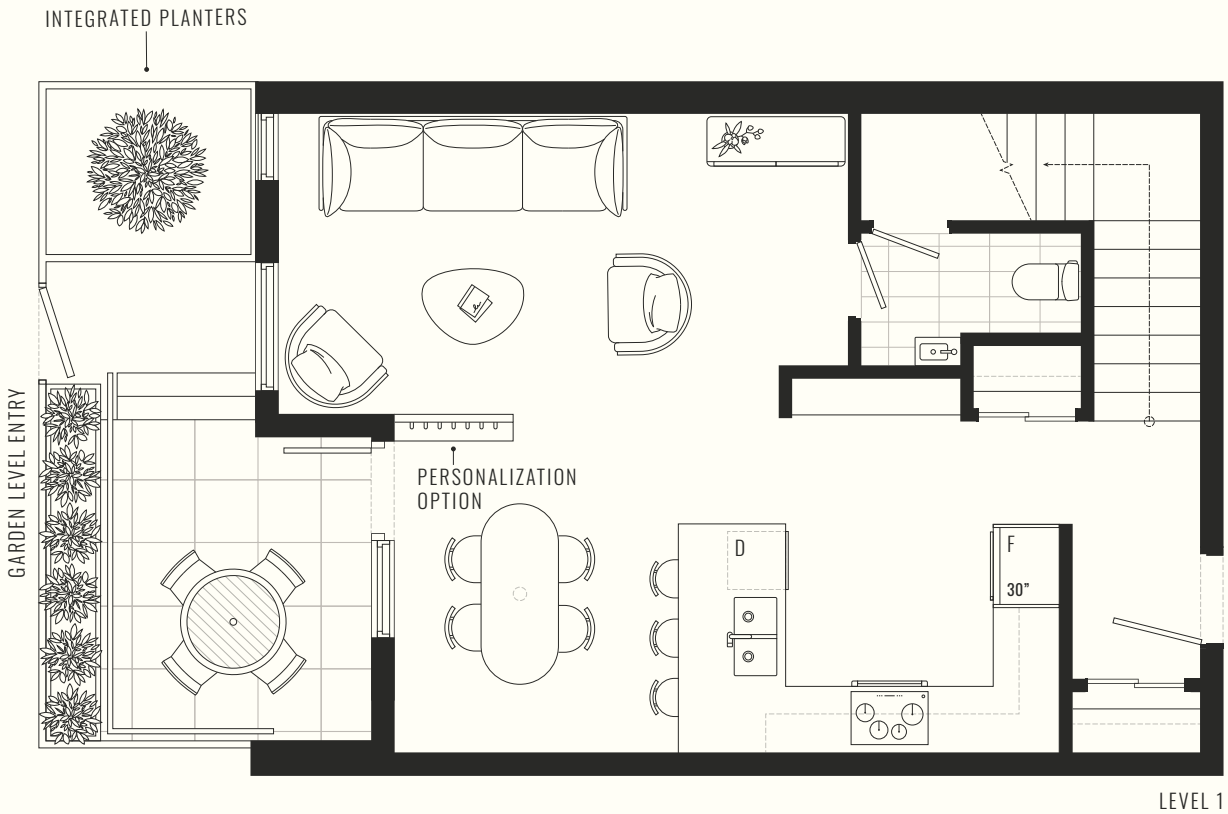 INTEGRATED PLANTERS
GARDEN LEVEL ENTRY
PERSONALIZATION
OPTION
D
F
30”
LEVEL 1